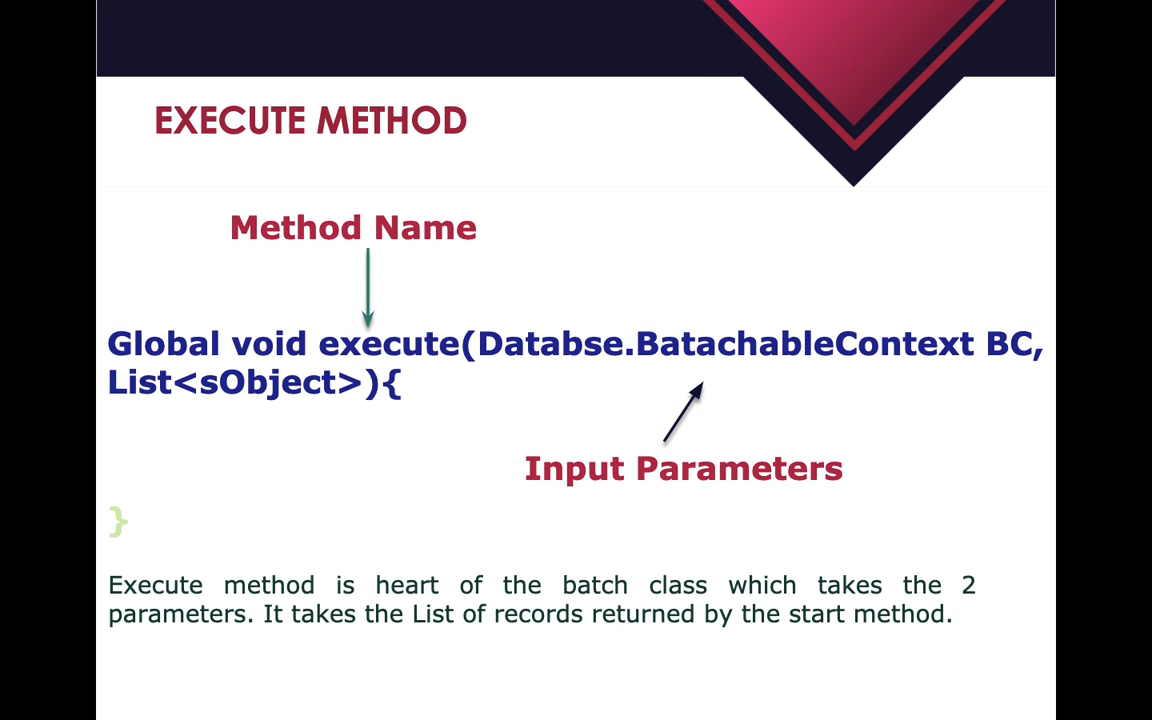 EXECUTE METHOD
Method Name
Global void execute(Databse.BatachableContext BC,
List<sObject>){
Input Parameters
}
Execute method is heart of the batch class which takes the 2
parameters. It takes the List of records returned by the start method.